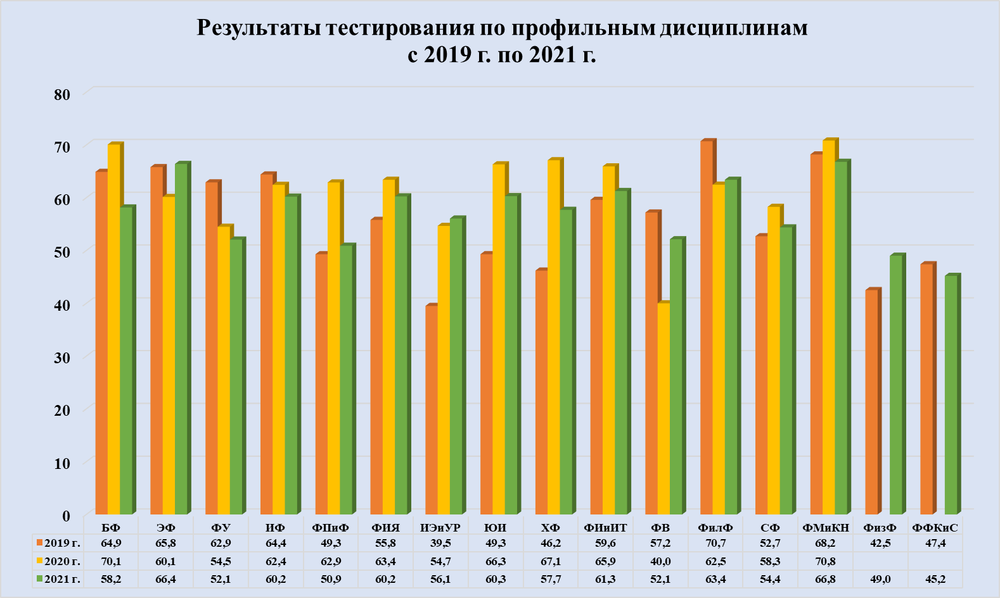 Результаты тестирования по профильным дисциплинам
с 2019 г. по 2021 г.
80
70
60
50
40
30
20
10
0
БФ ЭФ ФУ ИФ ФПиФ ФИЯ ИЭиУР ЮИ ХФ ФИиИТ ФВ ФилФ СФ ФМиКН ФизФ ФФКиС
2019 г. 64,9 65,8 62,9 64,4 49,3 55,8 39,5 49,3 46,2 59,6 57,2 70,7 52,7 68,2 42,5 47,4
2020 г. 70,1 60,1 54,5 62,4 62,9 63,4 54,7 66,3 67,1 65,9 40,0 62,5 58,3 70,8
2021 г. 58,2 66,4 52,1 60,2 50,9 60,2 56,1 60,3 57,7 61,3 52,1 63,4 54,4 66,8 49,0 45,2